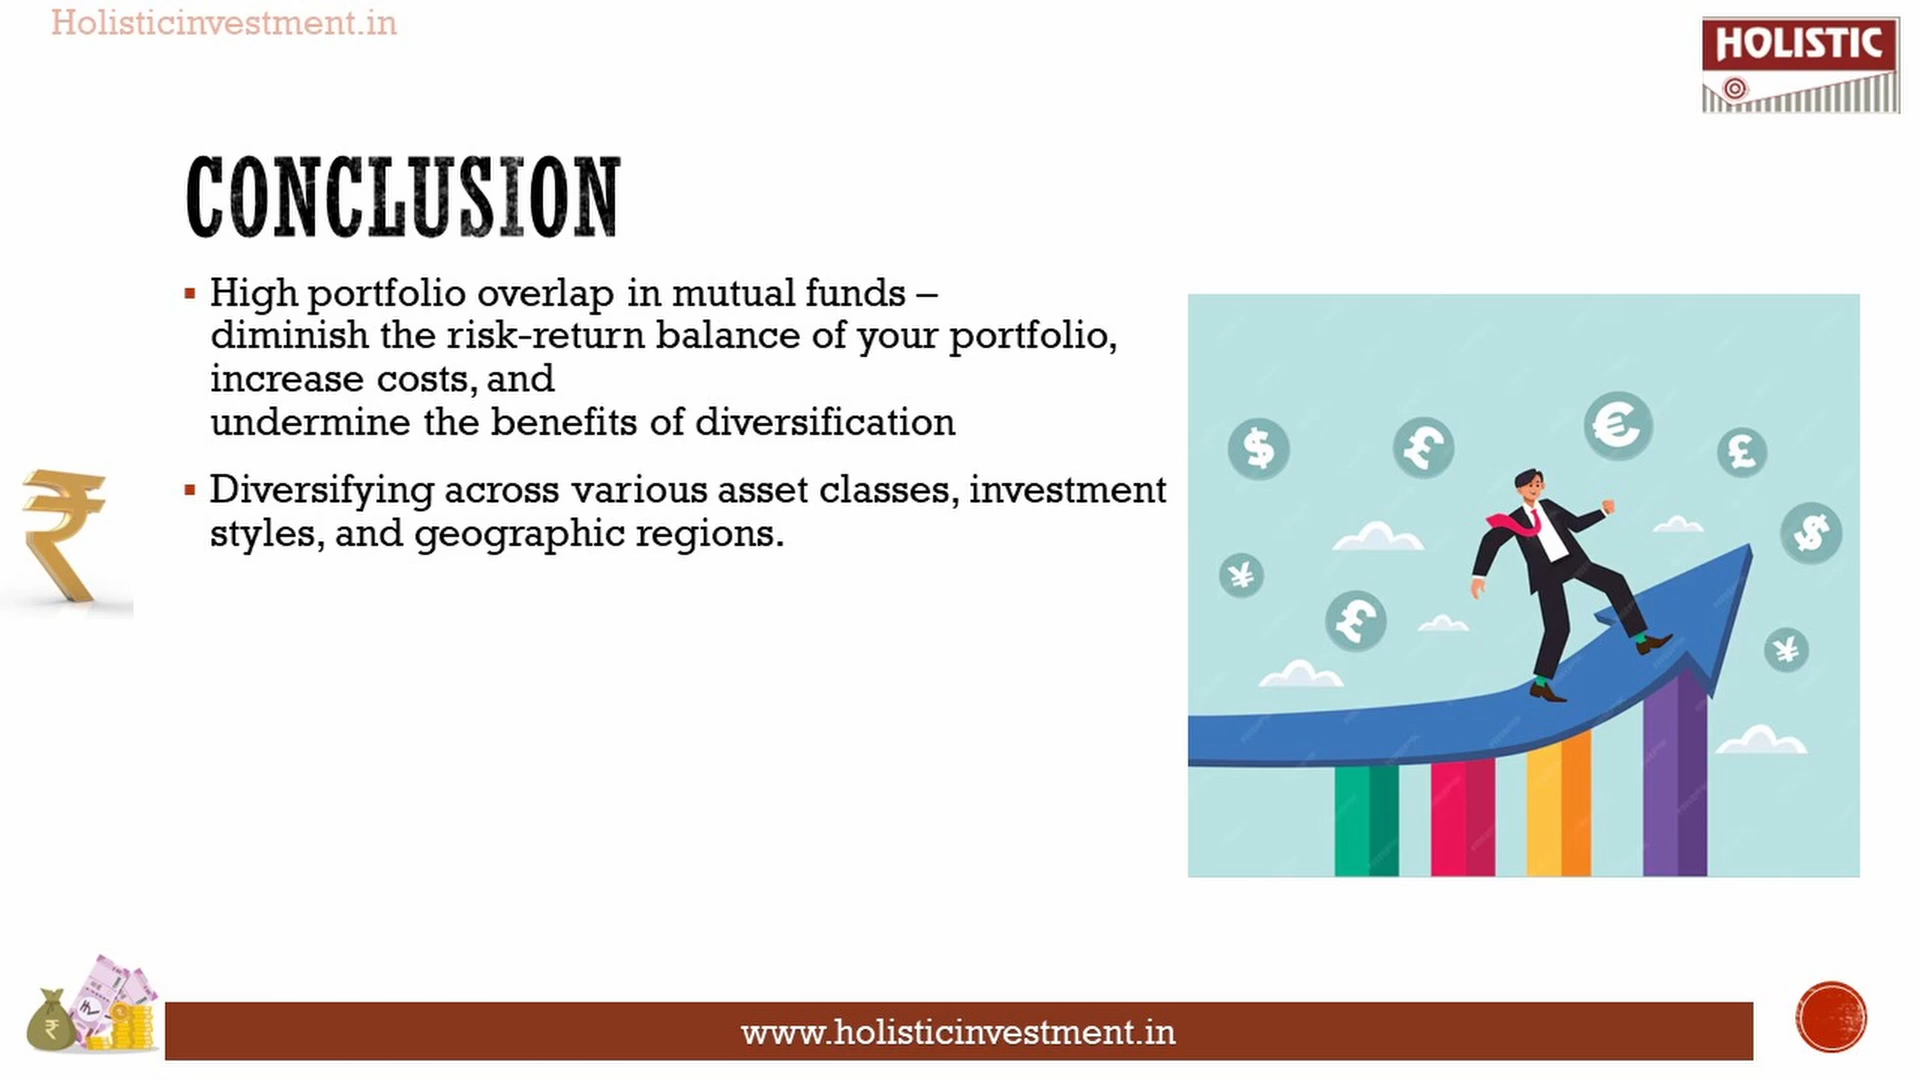 Holisticinvestment.in
HOLISTIC
CONCLUSION
▪ High portfolio overlap in mutual funds –
diminish the risk-return balance of your portfolio,
increase costs, and
undermine the benefits of diversification
▪ Diversifying across various asset classes, investment
styles, and geographic regions.
$ £ € £
$
¥
£
¥
₹
₹
www.holisticinvestment.in